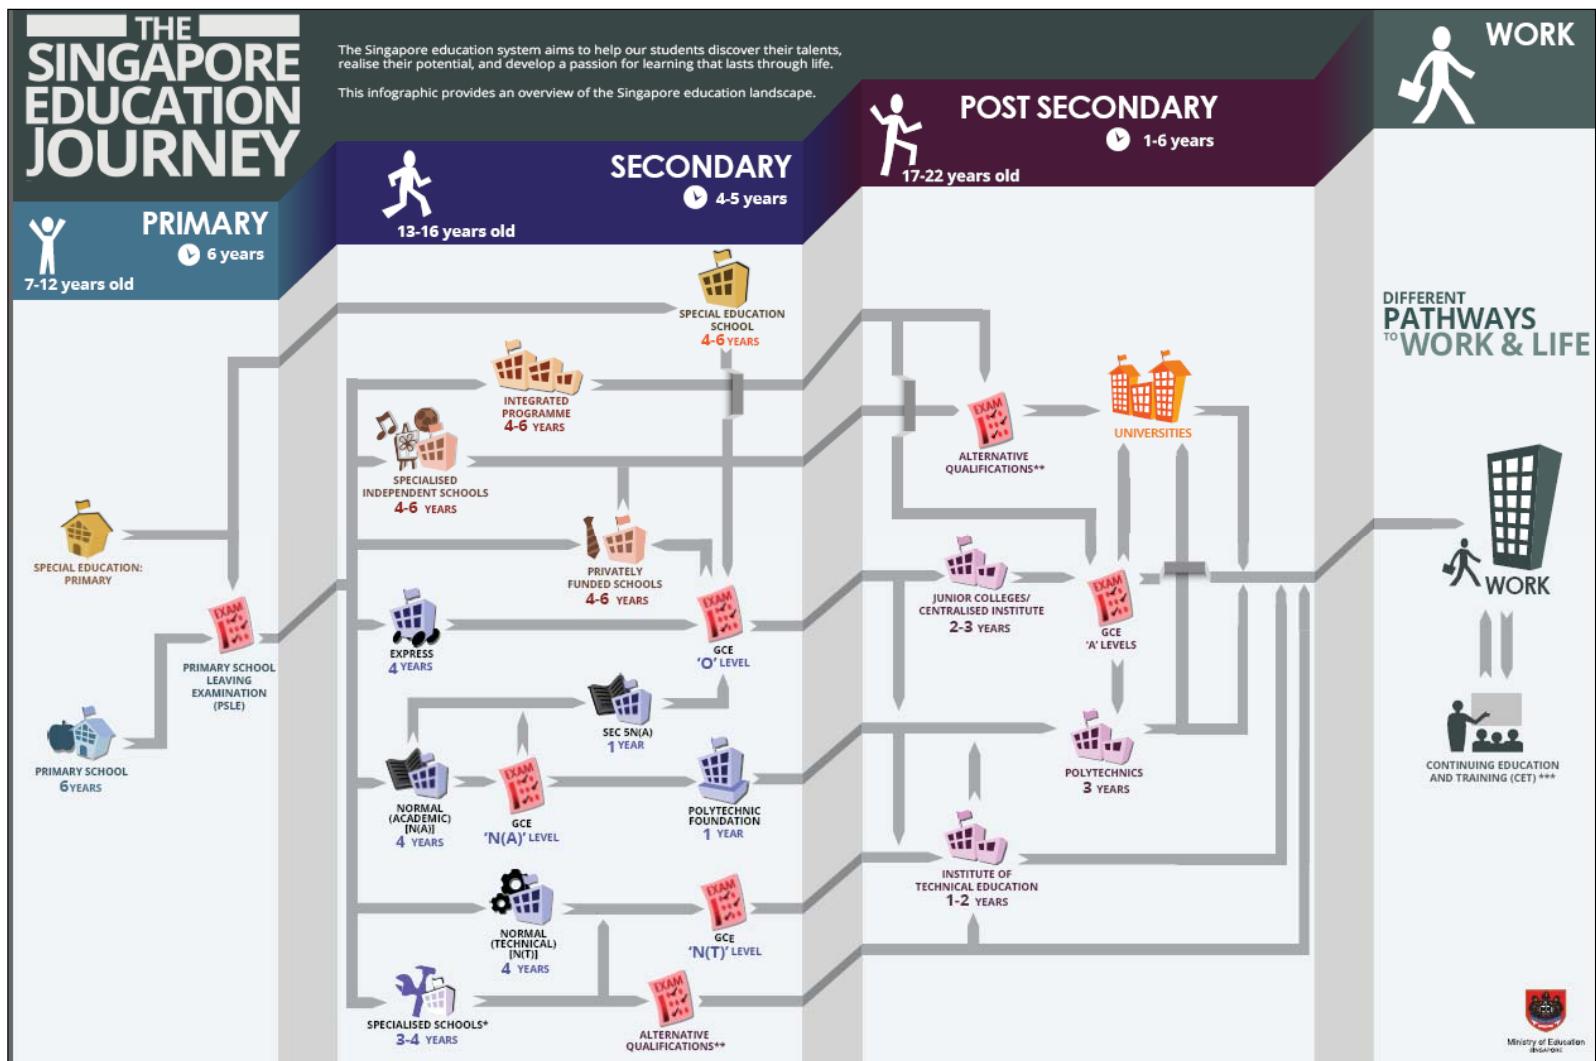 THE
SINGAPORE
EDUCATION
JOURNEY
The Singapore education system aims to help our students discover their talents,
realise their potential, and develop a passion for learning that lasts through life.
This infographic provides an overview of the Singapore education landscape.
PRIMARY
6 years
7-12 years old
SPECIAL EDUCATION:
PRIMARY
EXAM
PRIMARY SCHOOL
LEAVING
EXAMINATION
(PSLE)
PRIMARY SCHOOL
6 YEARS
SECONDARY
4-5 years
13-16 years old
SPECIAL EDUCATION
SCHOOL
4-6 YEARS
INTEGRATED
PROGRAMME
4-6 YEARS
SPECIALISED
INDEPENDENT SCHOOLS
4-6 YEARS
PRIVATELY
FUNDED SCHOOLS
4-6 YEARS
EXPRESS
4 YEARS
EXAM
GCE
'O' LEVEL
SEC 5N(A)
1 YEAR
NORMAL
(ACADEMIC)
[N(A)]
4 YEARS
EXAM
GCE
'N(A)' LEVEL
POLYTECHNIC
FOUNDATION
1 YEAR
NORMAL
(TECHNICAL)
[N(T)]
4 YEARS
EXAM
GCE
'N(T)' LEVEL
SPECIALISED SCHOOLS*
3-4 YEARS
EXAM
ALTERNATIVE
QUALIFICATIONS**
POST SECONDARY
1-6 years
17-22 years old
EXAM
ALTERNATIVE
QUALIFICATIONS**
UNIVERSITIES
JUNIOR COLLEGES/
CENTRALISED INSTITUTE
2-3 YEARS
EXAM
GCE
'A' LEVELS
POLYTECHNICS
3 YEARS
INSTITUTE OF
TECHNICAL EDUCATION
1-2 YEARS
WORK
DIFFERENT
PATHWAYS
TO WORK & LIFE
WORK
CONTINUING EDUCATION
AND TRAINING (CET) ***
Ministry of Education
SINGAPORE